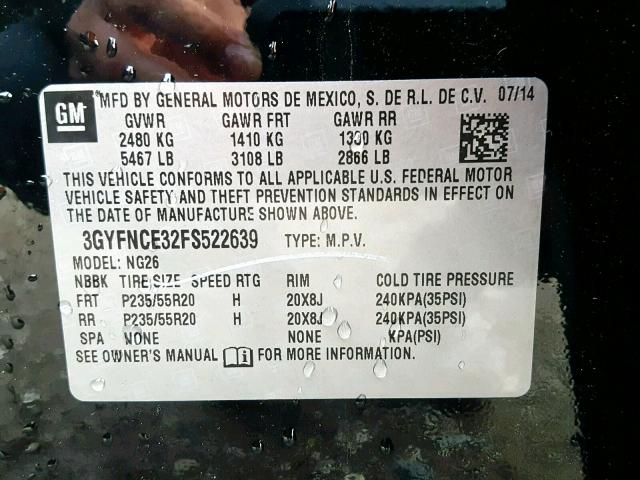 GM MFD BY GENERAL MOTORS DE MEXICO, S. DE R.L. DE C.V. 07/14
GVWR GAWR FRT GAWR RR
2480 KG 1410 KG 1300 KG
5467 LB 3108 LB 2866 LB
THIS VEHICLE CONFORMS TO ALL APPLICABLE U.S. FEDERAL MOTOR
VEHICLE SAFETY AND THEFT PREVENTION STANDARDS IN EFFECT ON
THE DATE OF MANUFACTURE SHOWN ABOVE.
3GYFNCE32FS522639 TYPE: M.P.V.
MODEL: NG26
NBBK TIRE SIZE SPEED RTG RIM COLD TIRE PRESSURE
FRT P235/55R20 H 20X8J 240KPA(35PSI)
RR P235/55R20 H 20X8J 240KPA(35PSI)
SPA NONE NONE KPA(PSI)
SEE OWNER'S MANUAL FOR MORE INFORMATION.